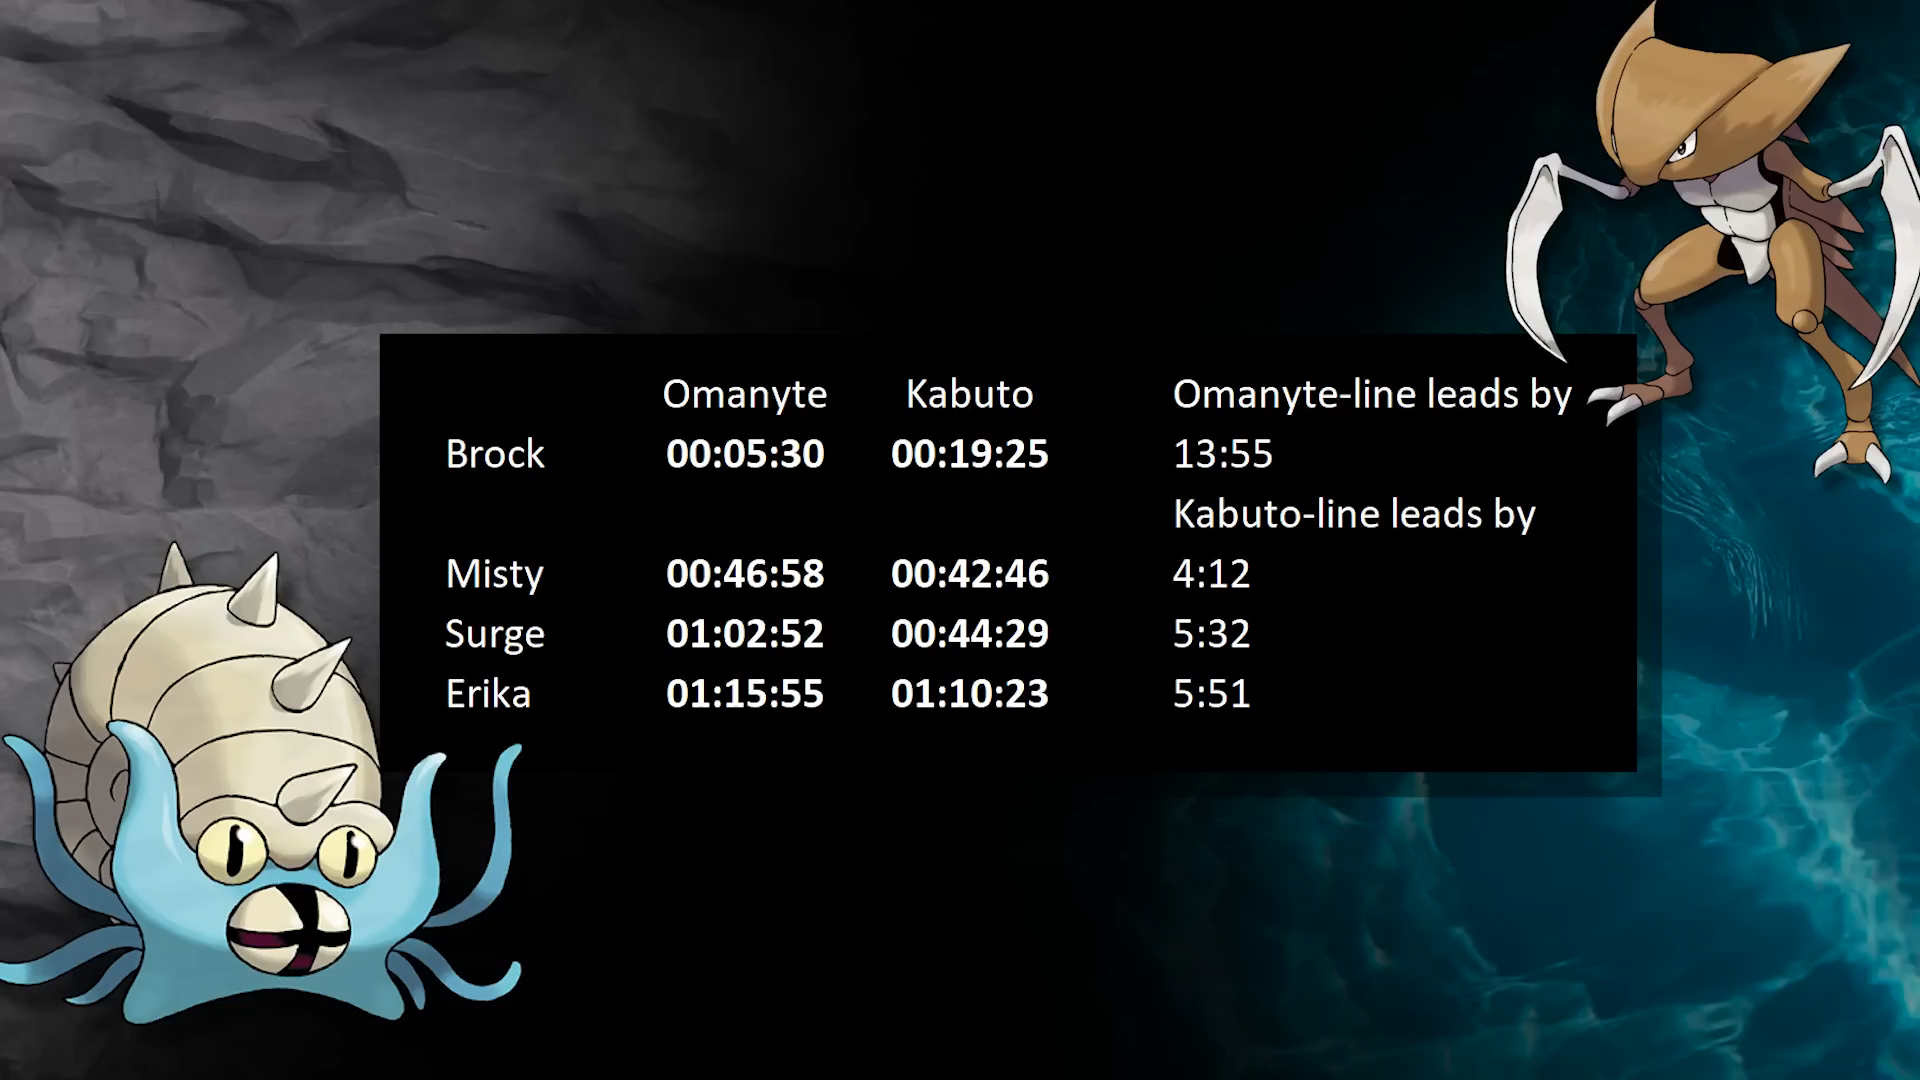 Omanyte Kabuto Omanyte-line leads by
Brock 00:05:30 00:19:25 13:55
Kabuto-line leads by
Misty 00:46:58 00:42:46 4:12
Surge 01:02:52 00:44:29 5:32
Erika 01:15:55 01:10:23 5:51